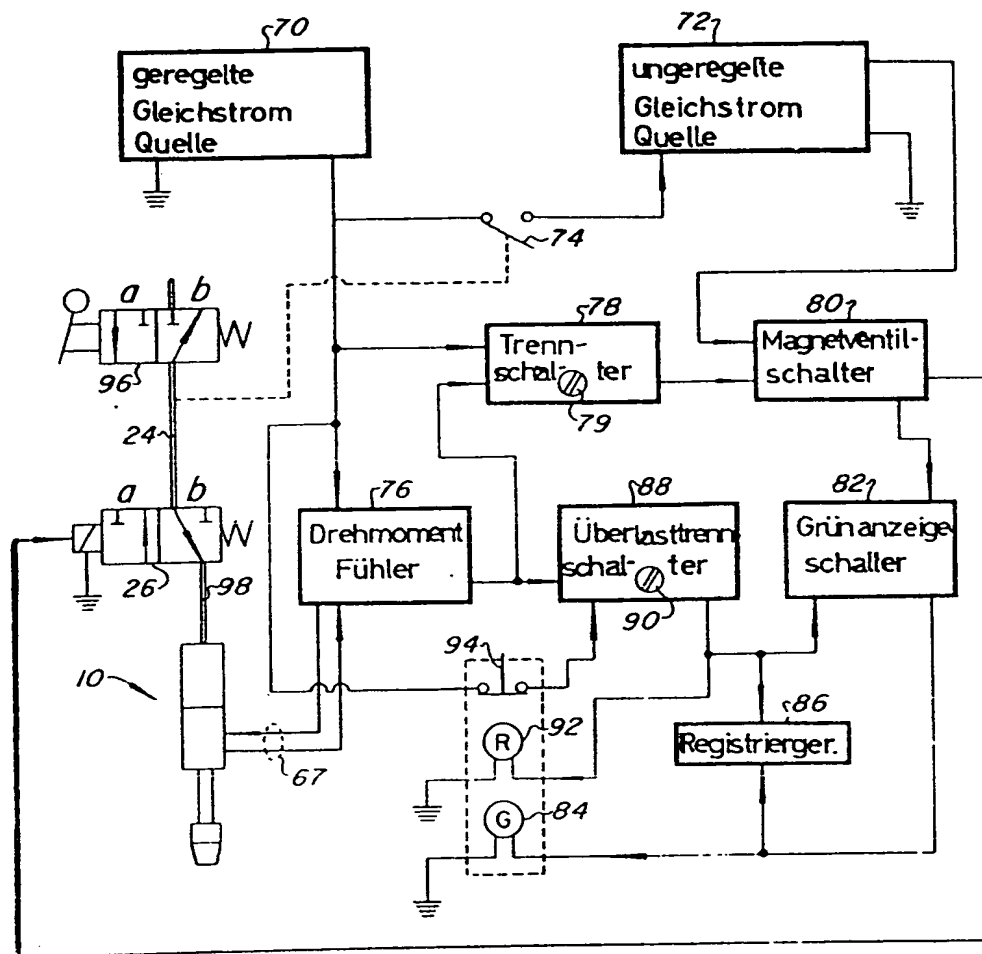 70
geregelte
Gleichstrom
Quelle
72
ungeregelte
Gleichstrom
Quelle
74
a
b
96
24
78
Trenn-
schal- ter
79
80
Magnetventil-
schalter
a
b
26
98
76
Drehmoment
Fühler
88
Überlasttrenn
schal- ter
90
82
Grünanzeige
schalter
10
67
94
R
92
G
84
86
Registrierger.